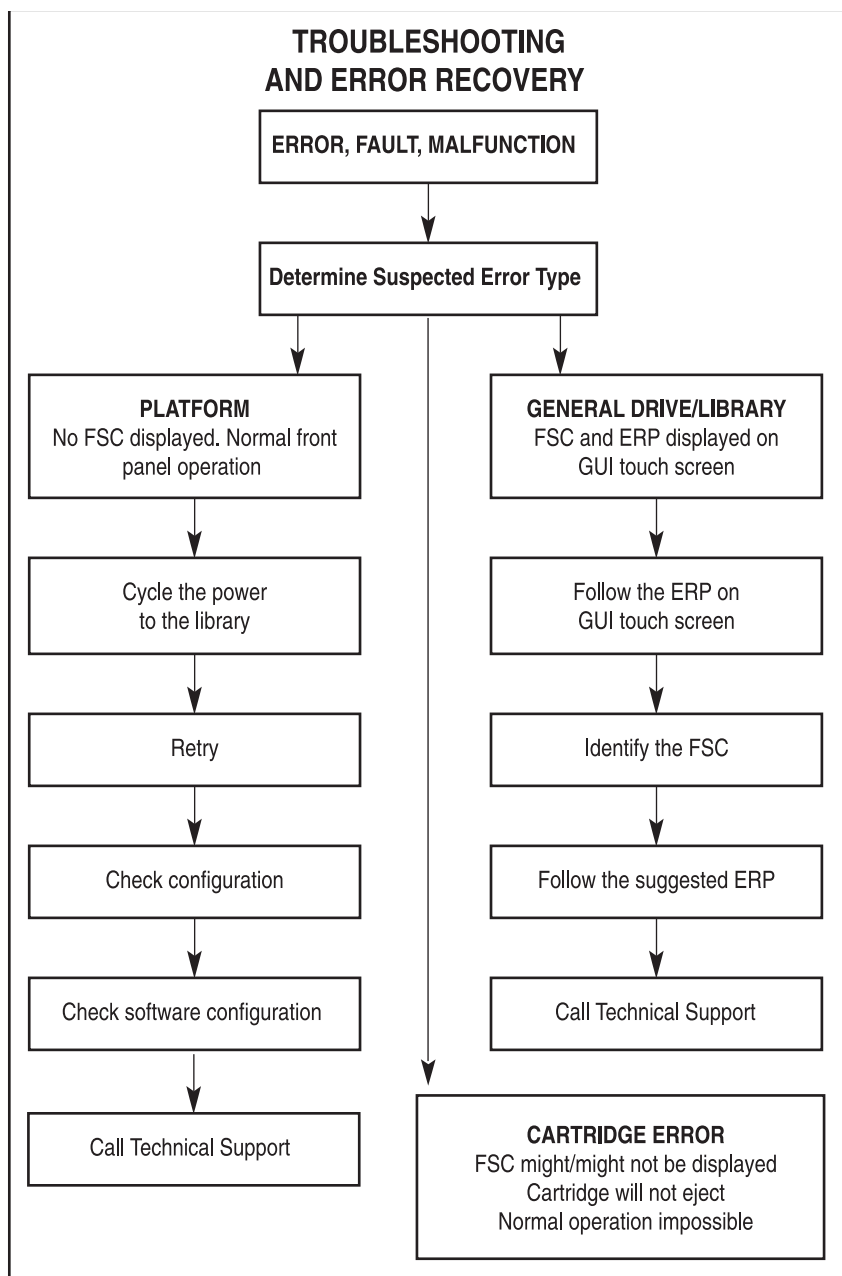 TROUBLESHOOTING
AND ERROR RECOVERY
ERROR, FAULT, MALFUNCTION
Determine Suspected Error Type
PLATFORM
No FSC displayed. Normal front
panel operation
Cycle the power
to the library
Retry
Check configuration
Check software configuration
Call Technical Support
GENERAL DRIVE/LIBRARY
FSC and ERP displayed on
GUI touch screen
Follow the ERP on
GUI touch screen
Identify the FSC
Follow the suggested ERP
Call Technical Support
CARTRIDGE ERROR
FSC might/might not be displayed
Cartridge will not eject
Normal operation impossible